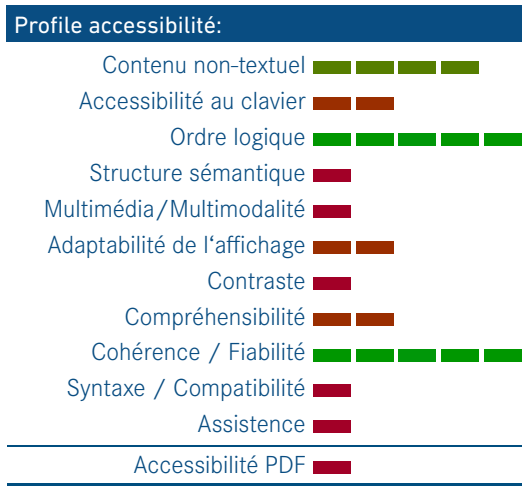 Profile accessibilité:
Contenu non-textuel
Accessibilité au clavier
Ordre logique
Structure sémantique
Multimédia/Multimodalité
Adaptabilité de l‘affichage
Contraste
Compréhensibilité
Cohérence / Fiabilité
Syntaxe / Compatibilité
Assistence
Accessibilité PDF